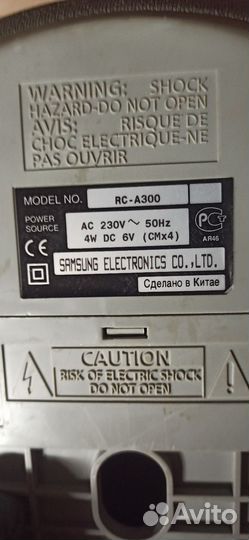 WARNING: SHOCK
HAZARD-DO NOT OPEN
AVIS: RISQUE DE
CHOC ELECTRIQUE-NE
PAS OUVRIR
MODEL NO. RC-A300
POWER SOURCE AC 230V ~ 50Hz
4W DC 6V (CMx4)
CE
PG
AR46
SAMSUNG ELECTRONICS CO.,LTD.
Сделано в Китае
CAUTION
RISK OF ELECTRIC SHOCK
DO NOT OPEN
Avito